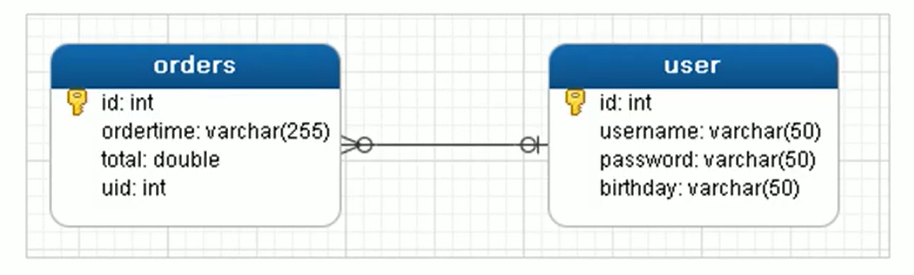 orders
id: int
ordertime: varchar(255)
total: double
uid: int
user
id: int
username: varchar(50)
password: varchar(50)
birthday: varchar(50)